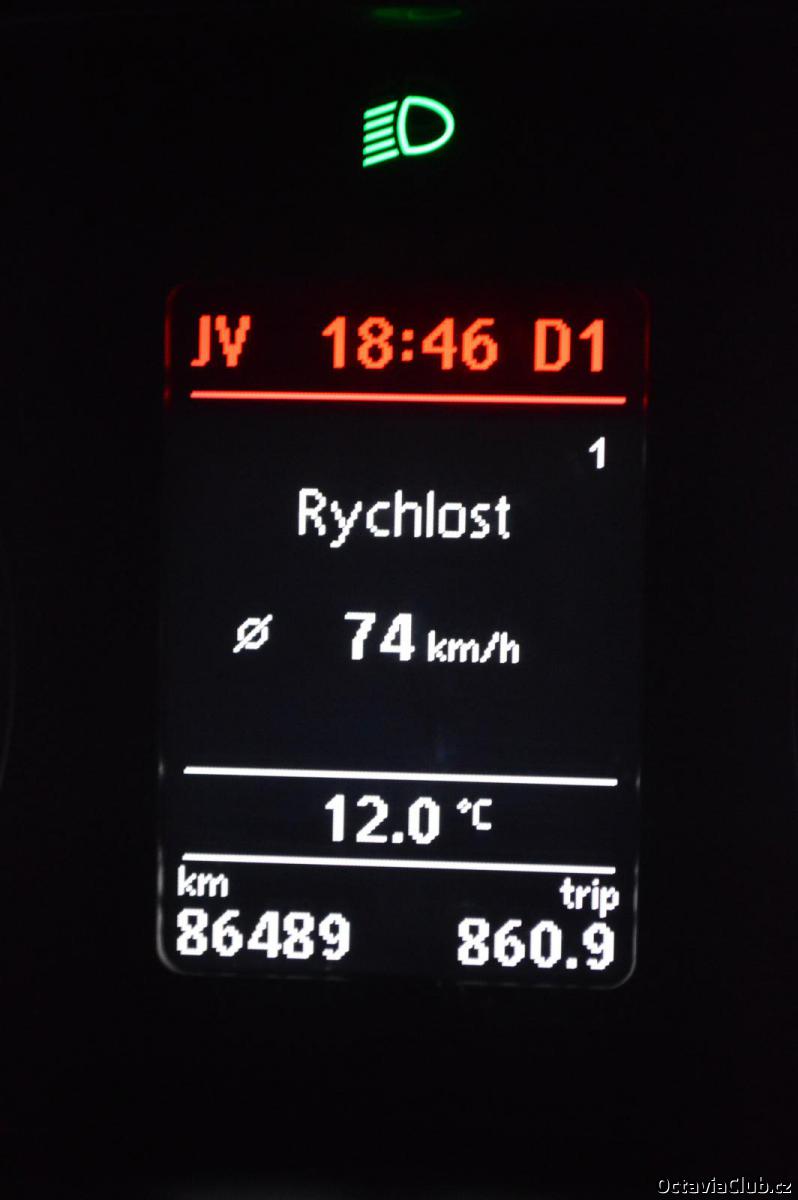 JV 18:46 D1
1
Rychlost
Ø 74 km/h
12.0 °C
km trip
86489 860.9
OctaviaClub.cz